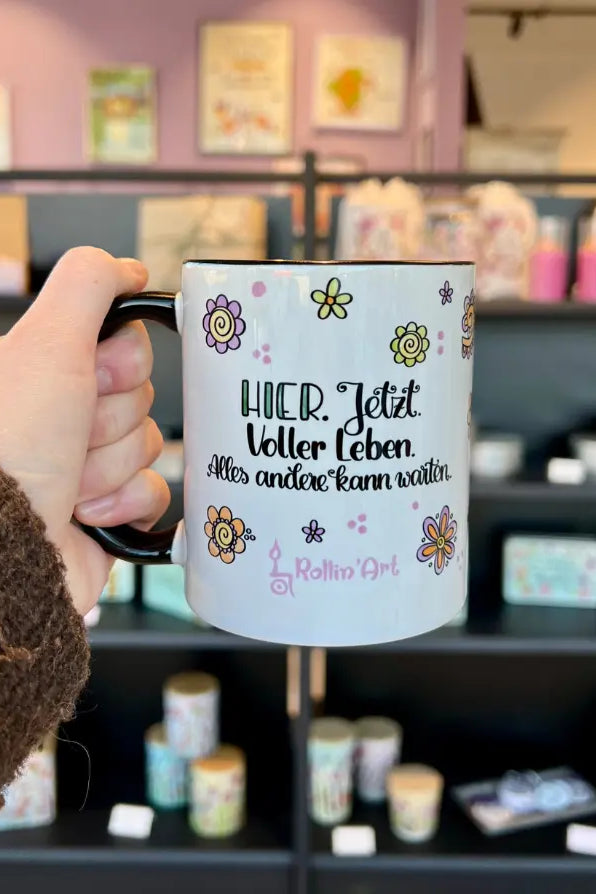 HIER. Jetzt.
Voller Leben.
Alles andere kann warten.
Rollin'Art